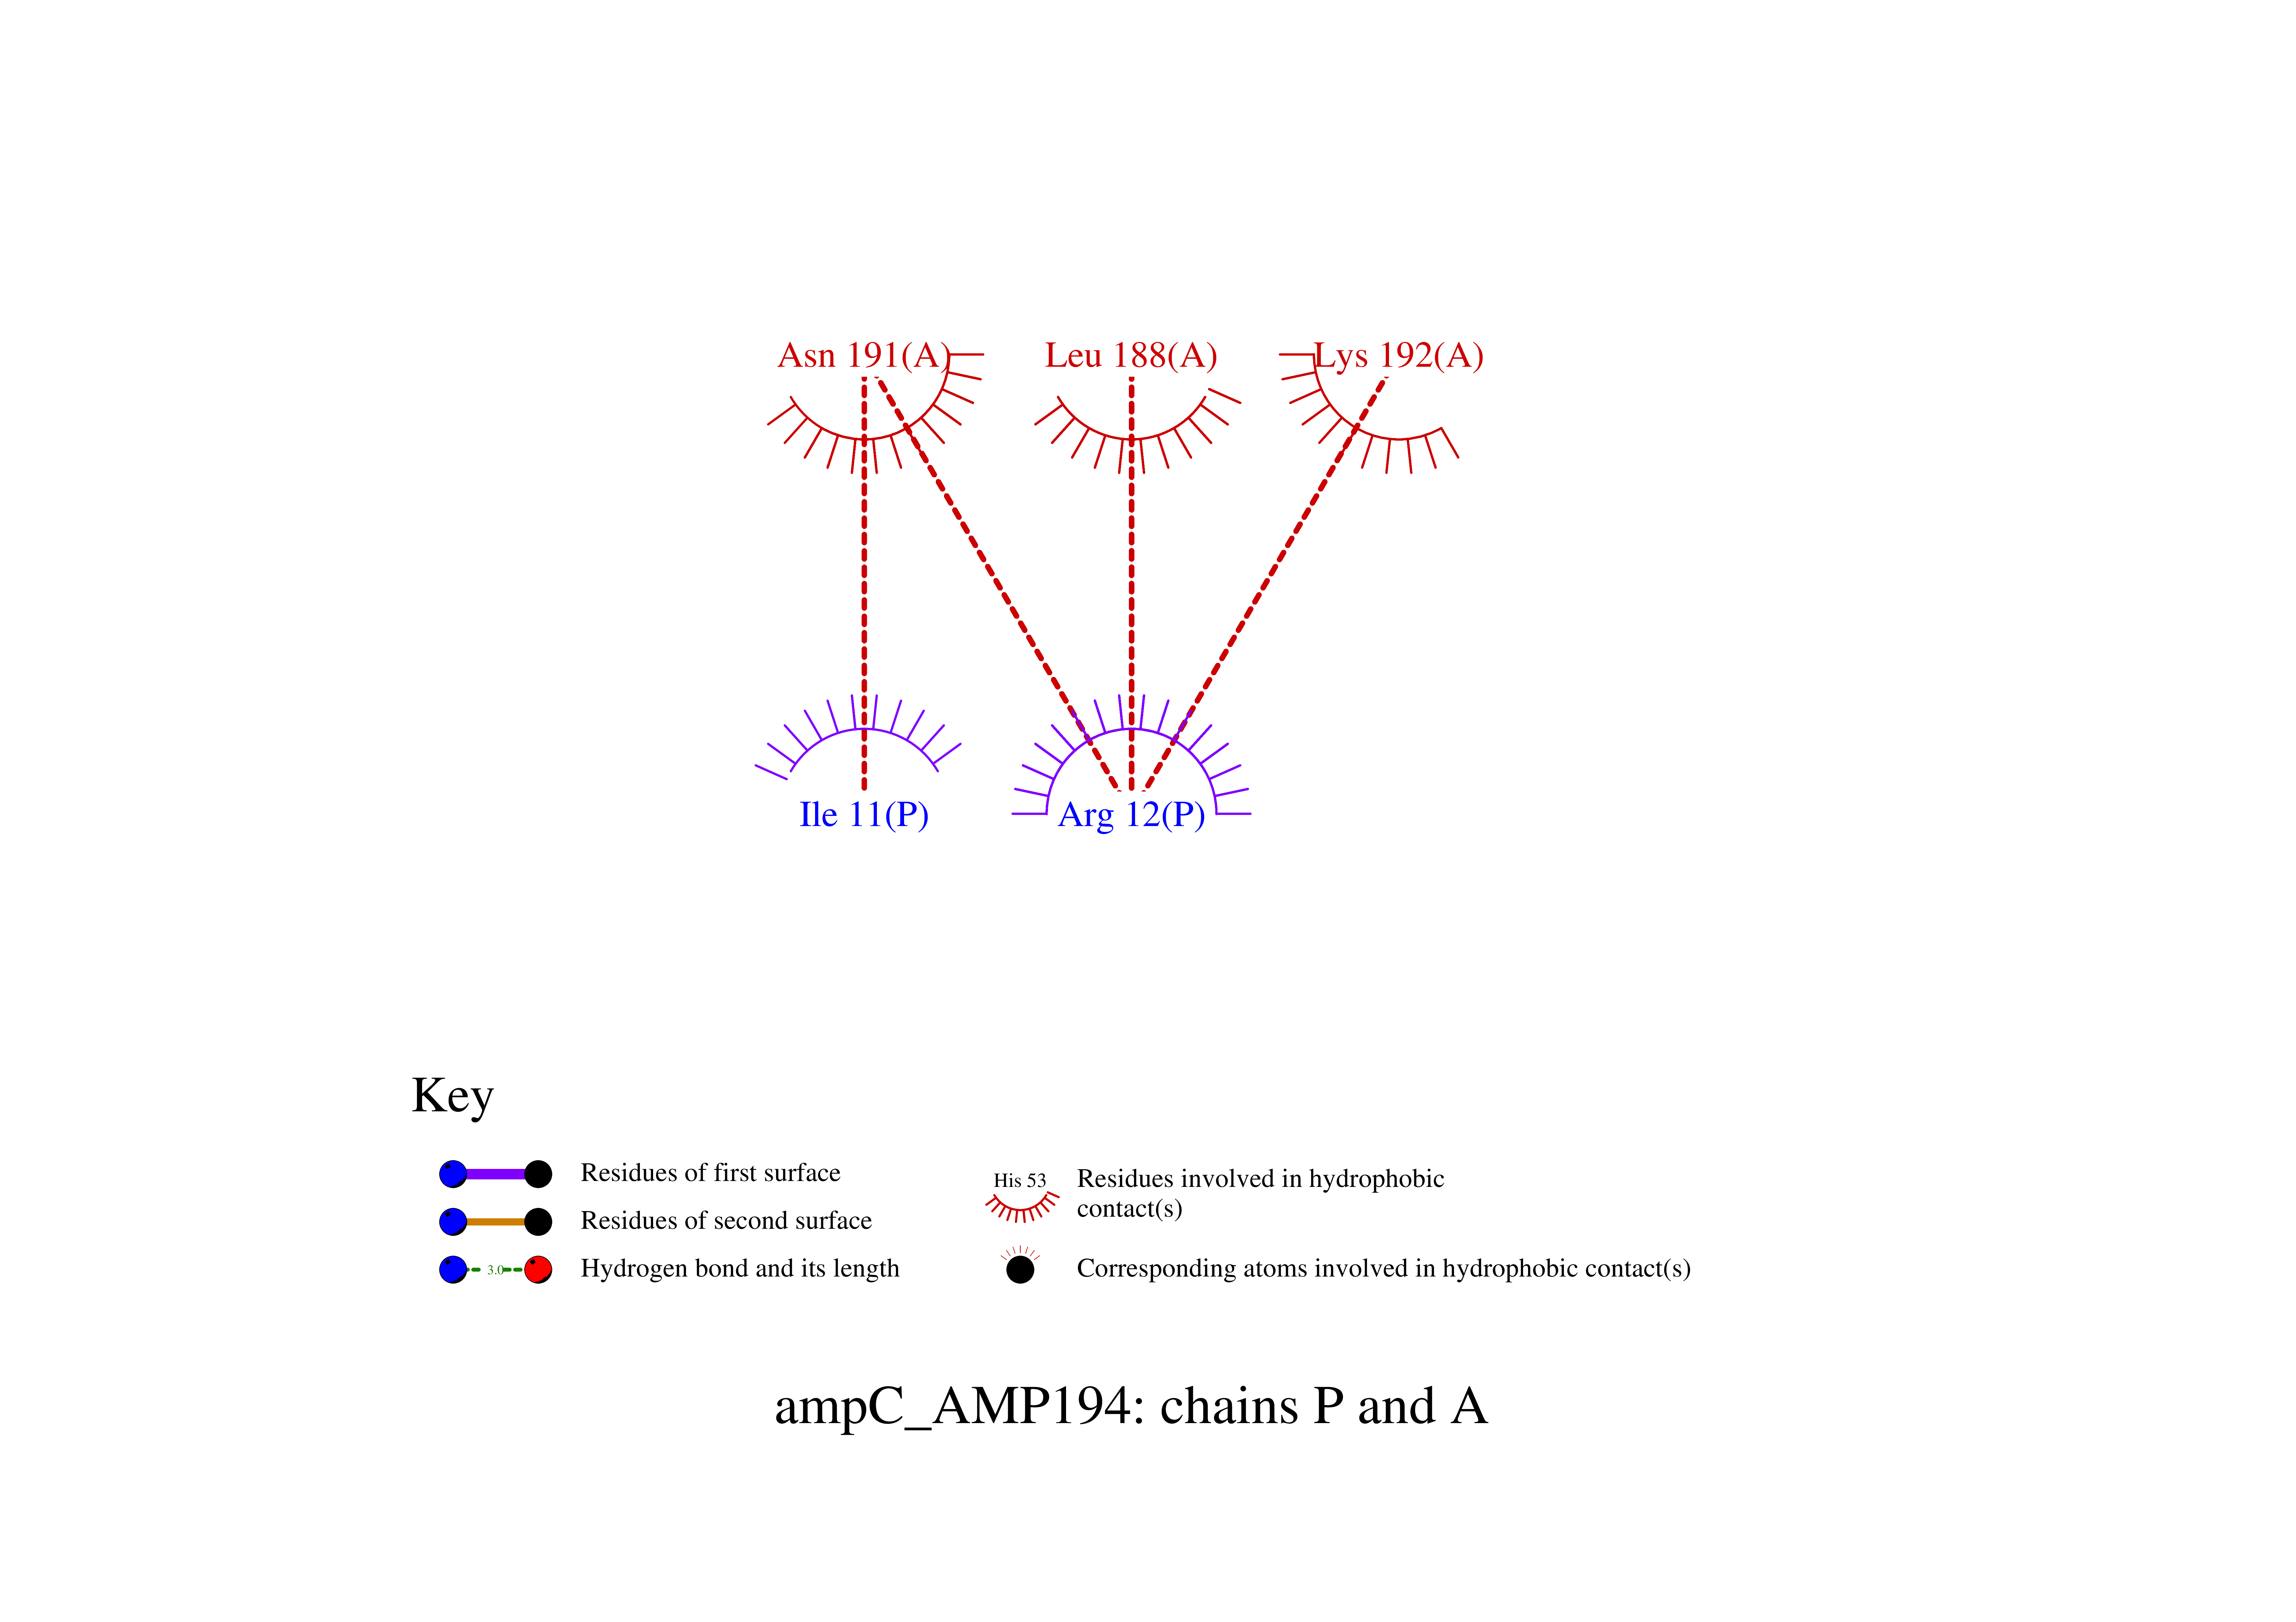 Asn 191(A) Leu 188(A) Lys 192(A)
Ile 11(P) Arg 12(P)
Key
Residues of first surface
Residues of second surface
3.0 Hydrogen bond and its length
His 53 Residues involved in hydrophobic
contact(s)
Corresponding atoms involved in hydrophobic contact(s)
ampC_AMP194: chains P and A